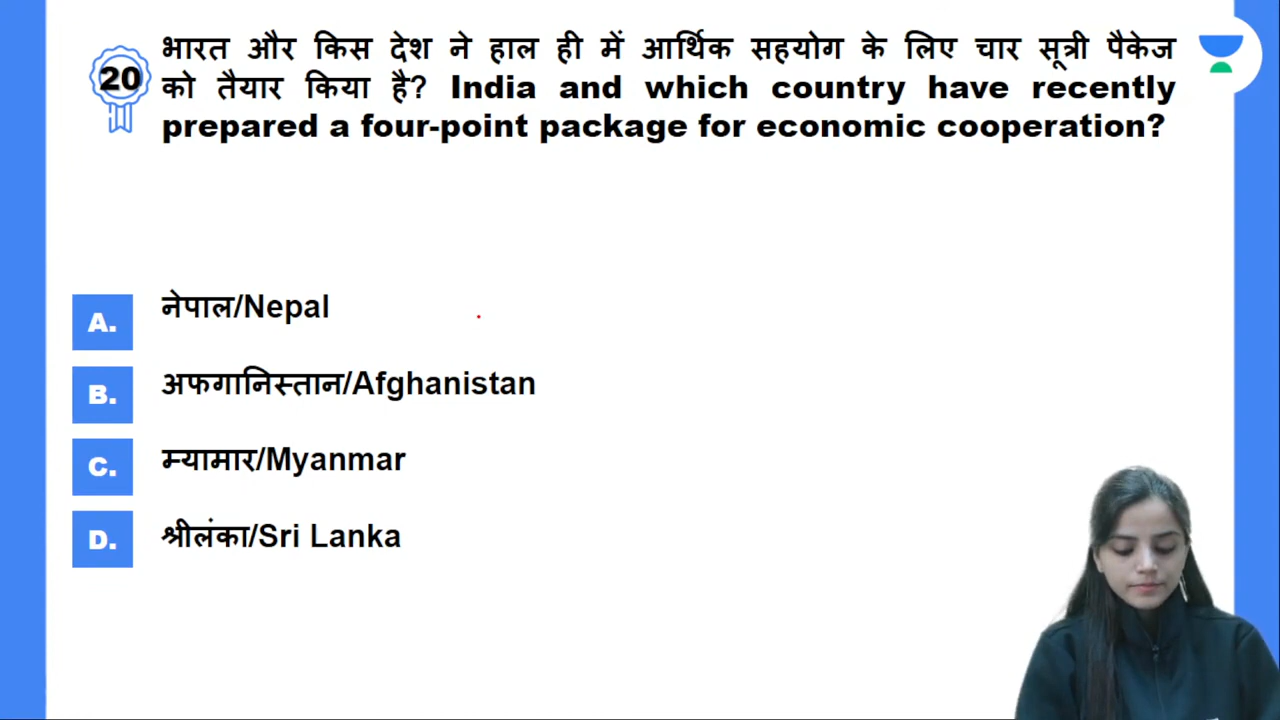 20
भारत और किस देश ने हाल ही में आर्थिक सहयोग के लिए चार सूत्री पैकेज
को तैयार किया है? India and which country have recently
prepared a four-point package for economic cooperation?
A. नेपाल/Nepal
B. अफगानिस्तान/Afghanistan
C. म्यामार/Myanmar
D. श्रीलंका/Sri Lanka